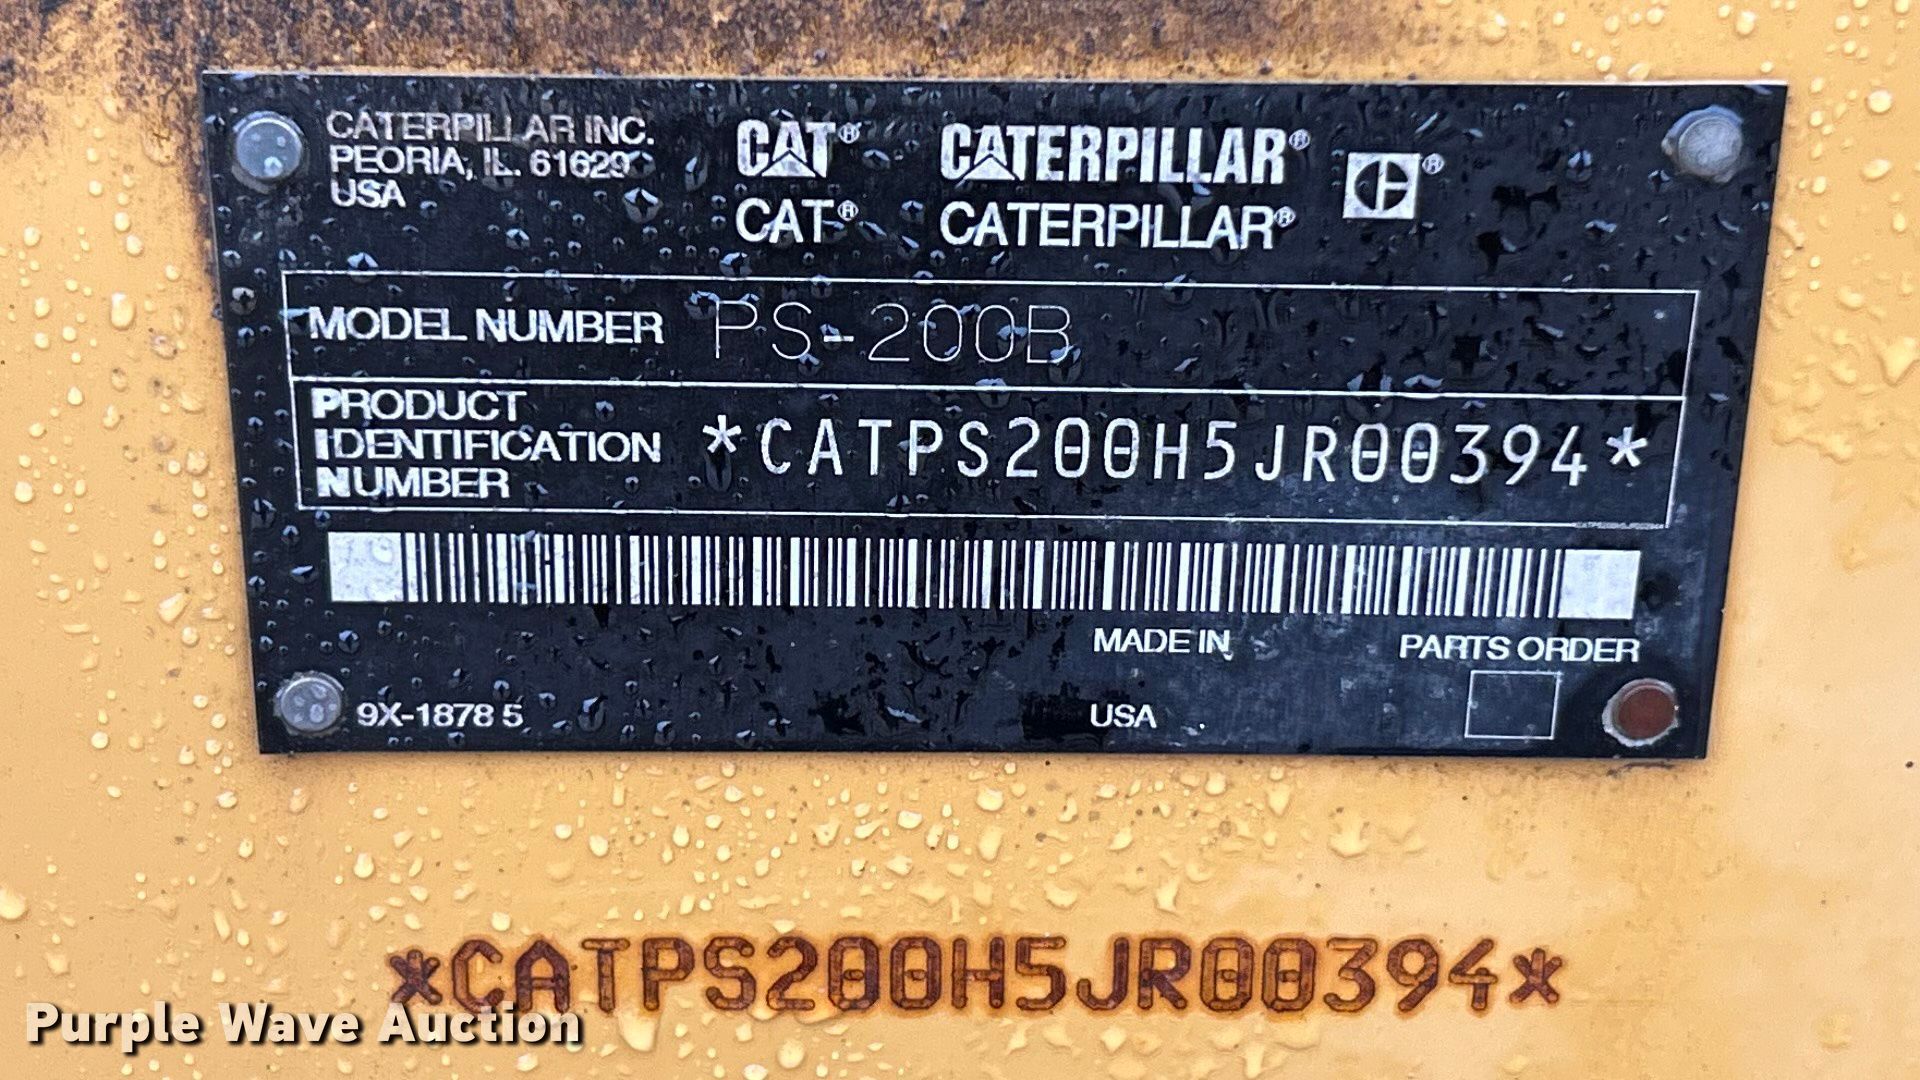 CATERPILLAR INC.
PEORIA, IL. 61629
USA
CAT® CATERPILLAR® ®
CAT® CATERPILLAR®
MODEL NUMBER PS-200B
PRODUCT
IDENTIFICATION
NUMBER
*CATPS200H5JR00394*
MADE IN
USA
PARTS ORDER
9X-1878 5
*CATPS200H5JR00394*
Purple Wave Auction